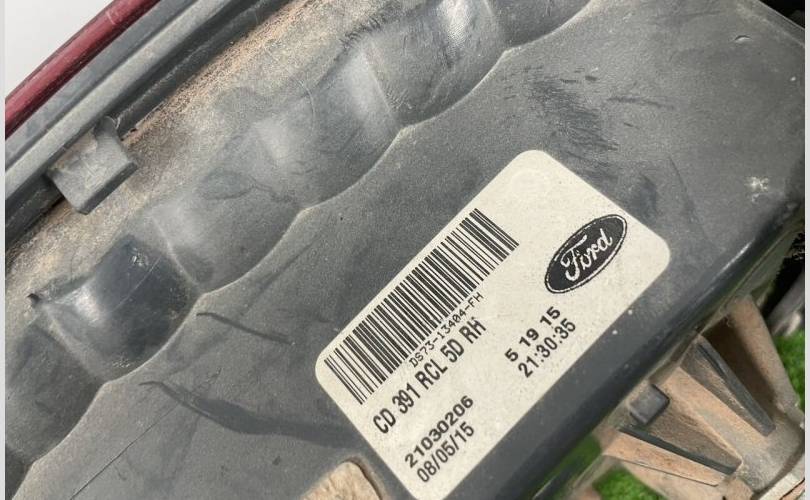 Ford
DS73-13404-FH
CD 391 RCL 5D RH
5 19 15
21030206
21:30:35
08/05/15